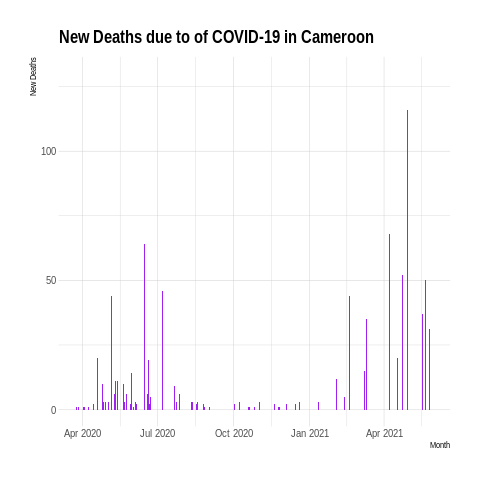 New Deaths due to of COVID-19 in Cameroon
New Deaths
100
50
0
Apr 2020 Jul 2020 Oct 2020 Jan 2021 Apr 2021
Month